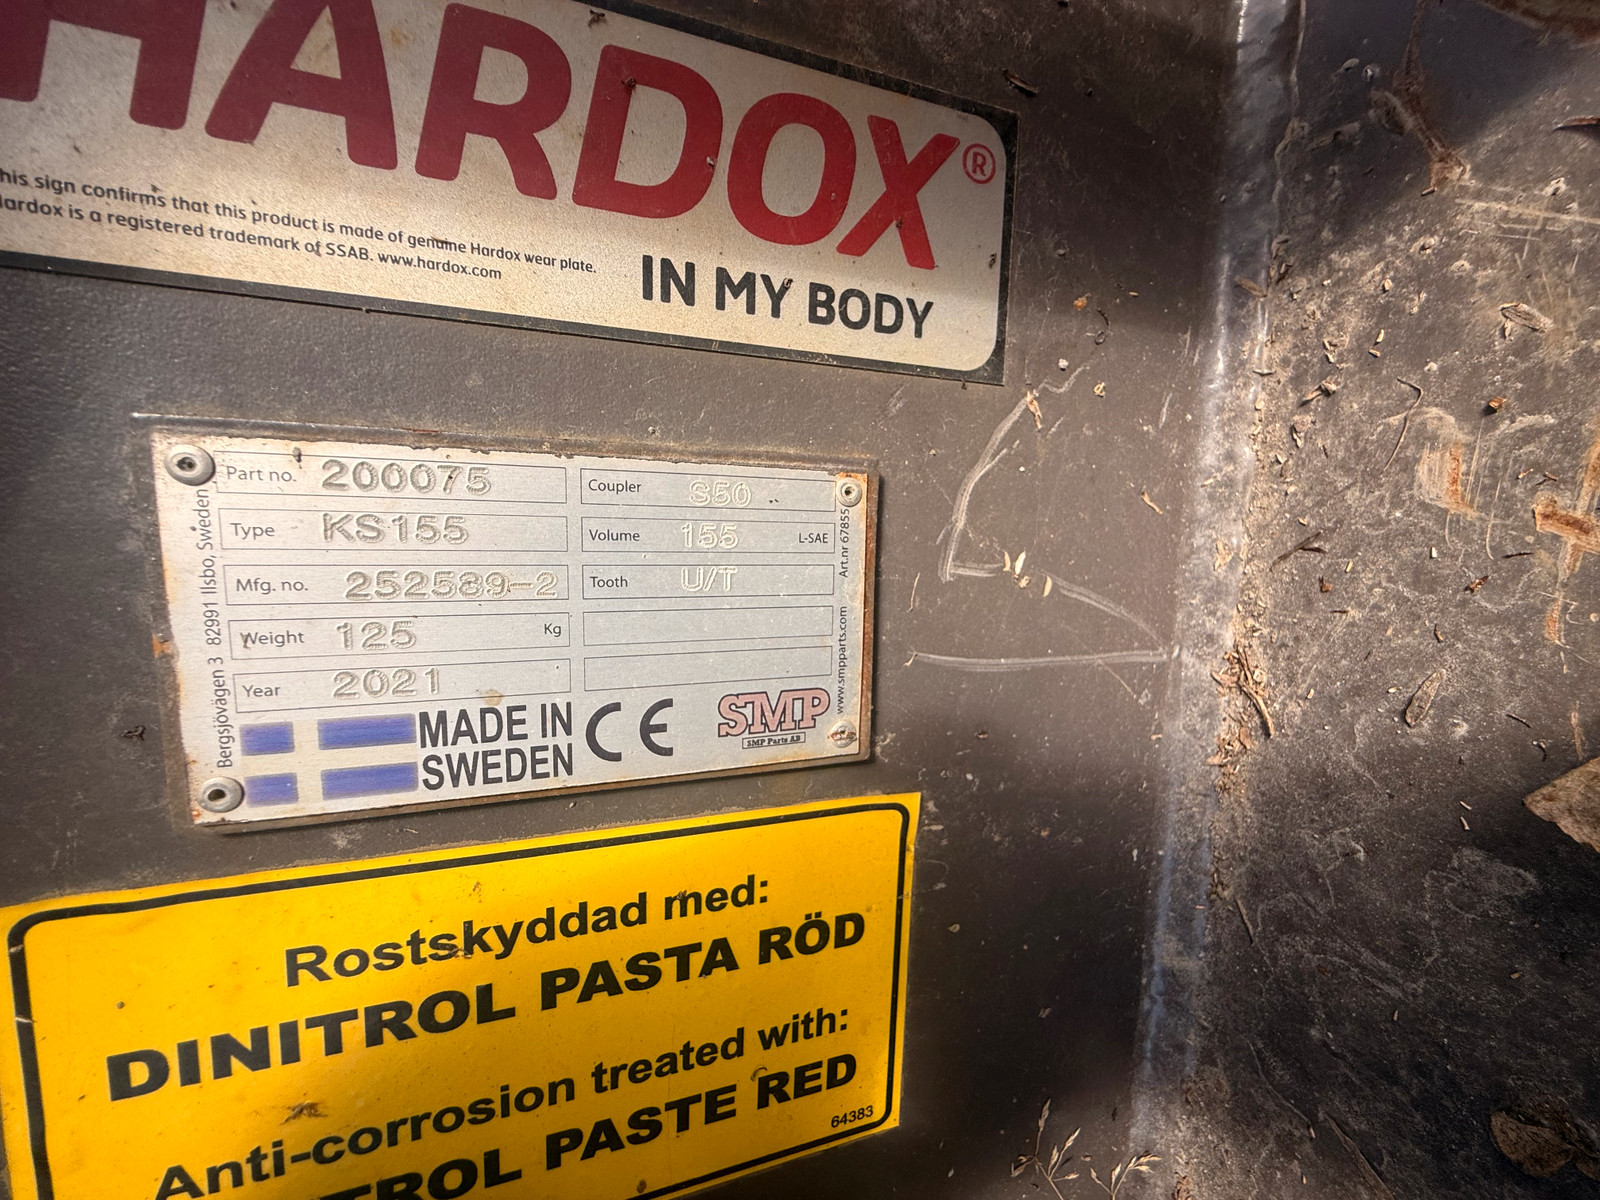 HARDOX®
his sign confirms that this product is made of genuine Hardox wear plate.
Hardox is a registered trademark of SSAB. www.hardox.com
IN MY BODY
Part no. 200075
Type KS155
Mfg. no. 252589-2
Weight 125 Kg
Year 2021
Coupler S50
Volume 155 L-SAE
Tooth U/T
Bergsjövägen 3 82991 Ilsbo, Sweden
www.smpparts.com Art.nr 67855
MADE IN
SWEDEN
CE
SMP
SMP Parts AB
Rostskyddad med:
DINITROL PASTA RÖD
Anti-corrosion treated with:
TROL PASTE RED
64383